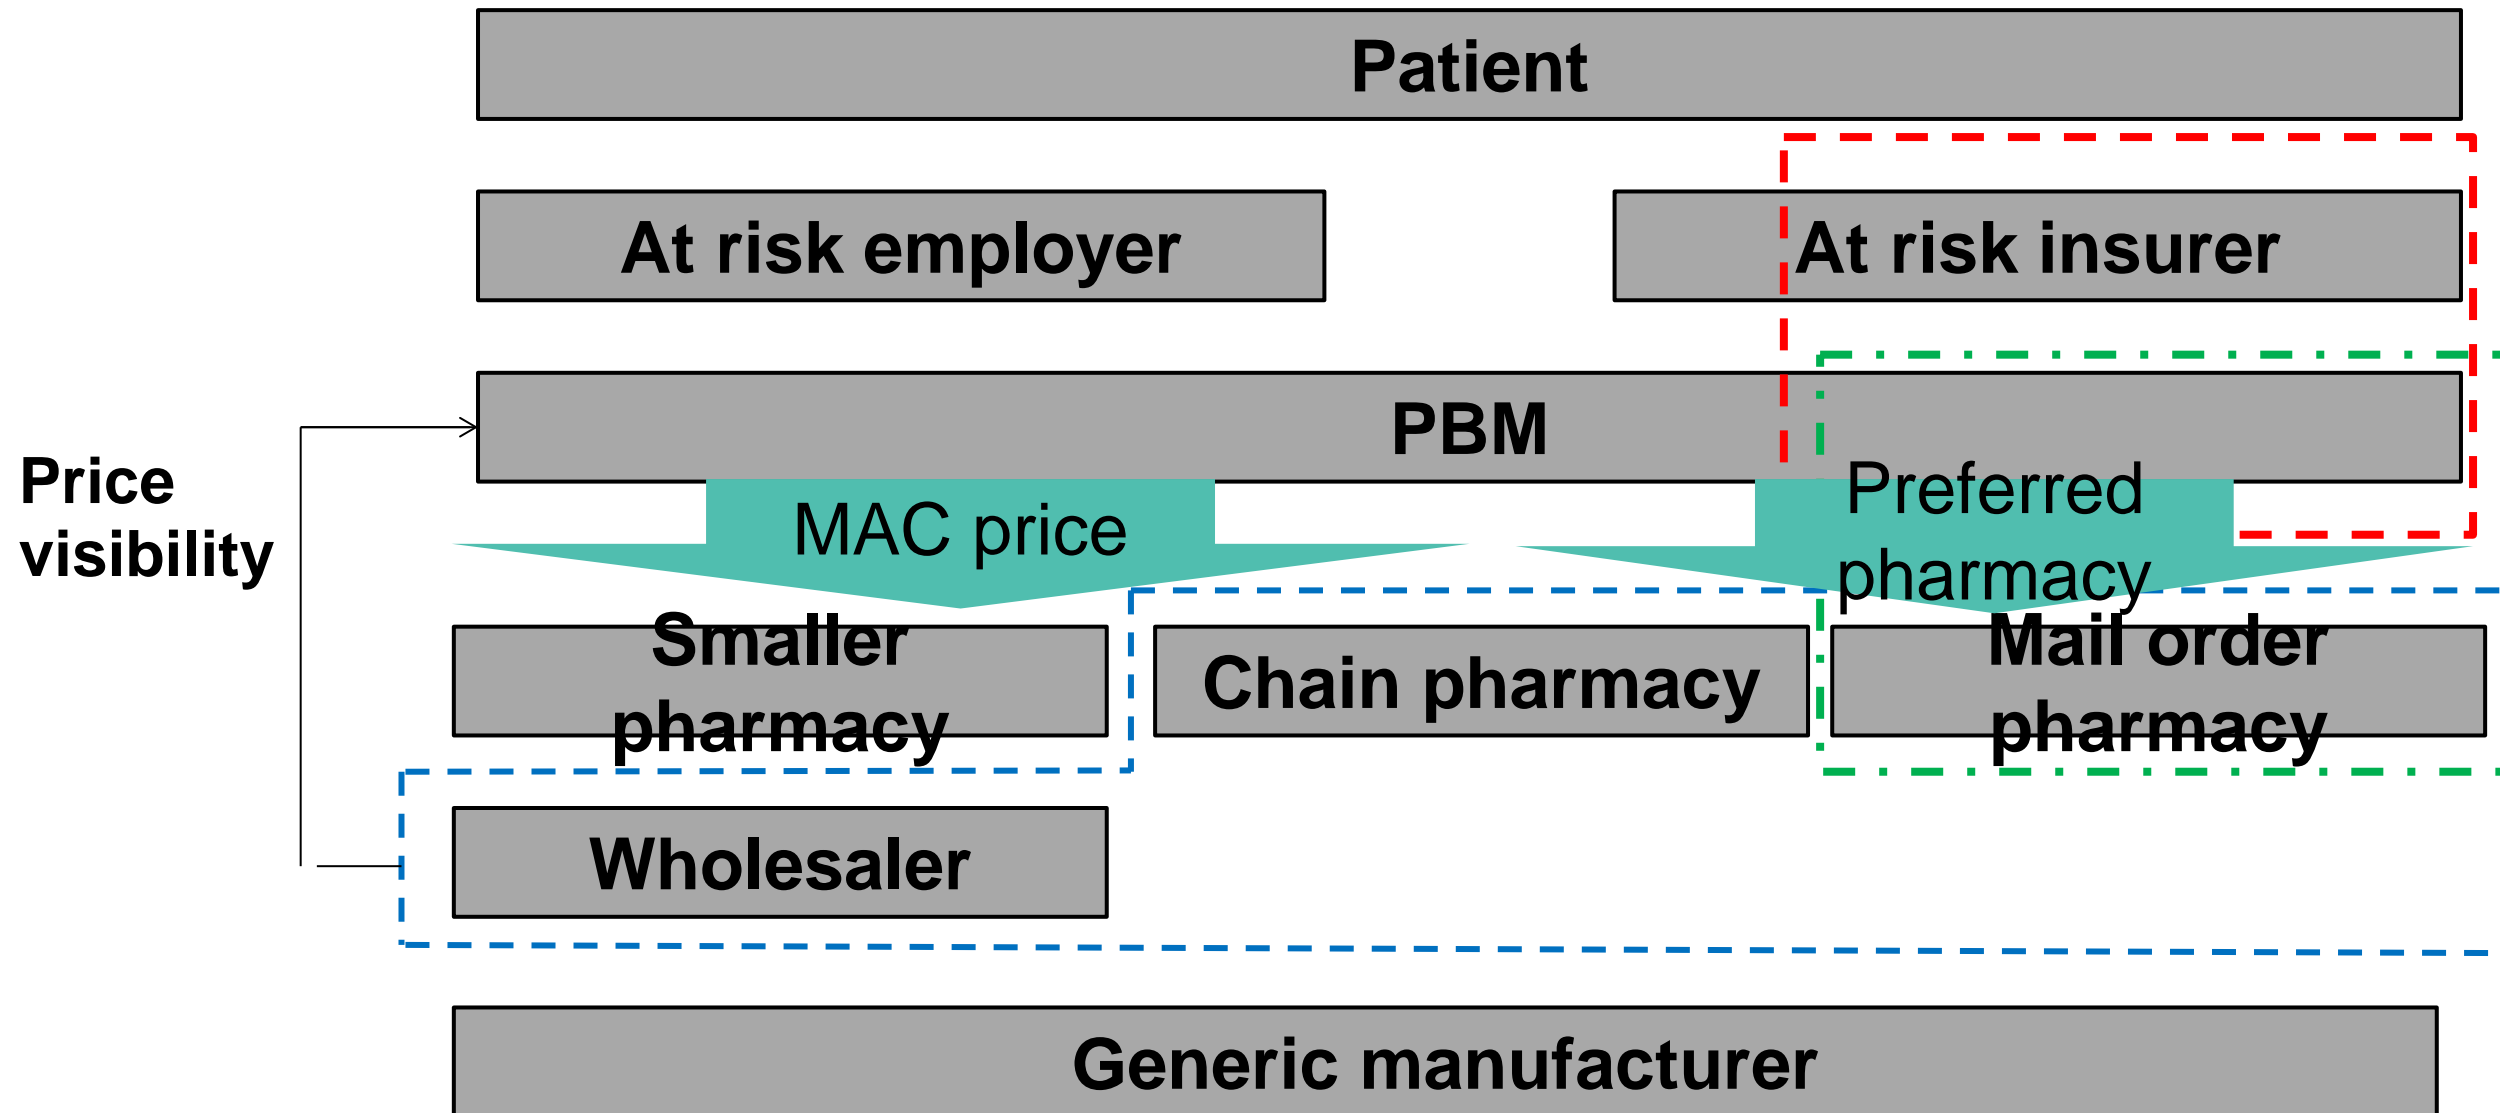 Patient
At risk employer
At risk insurer
PBM
Price
visibility
MAC price
Preferred
pharmacy
Smaller
pharmacy
Chain pharmacy
Mail order
pharmacy
Wholesaler
Generic manufacturer